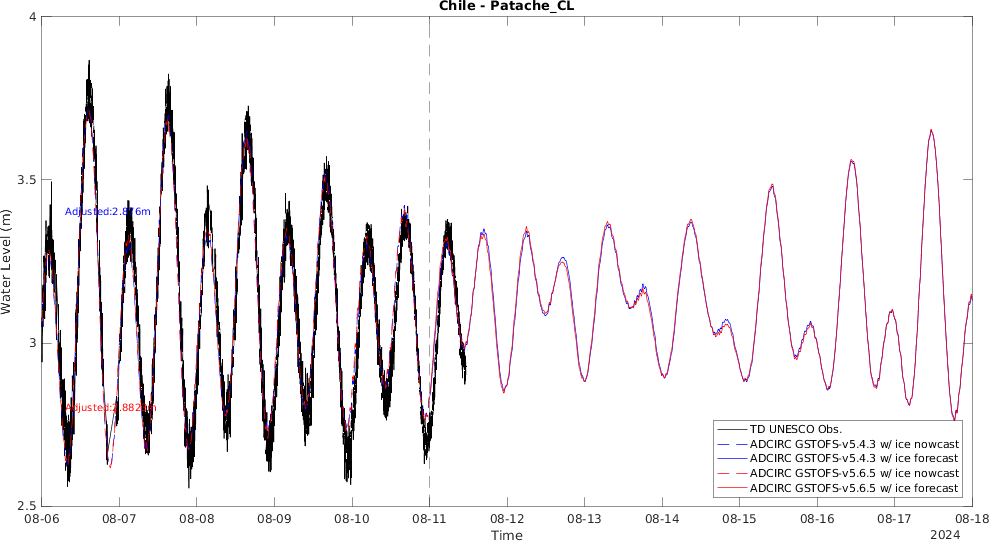 Chile - Patache_CL
4
3.5
3
2.5
Water Level (m)
Adjusted:2.876m
Adjusted:2.882m
TD UNESCO Obs.
ADCIRC GSTOFS-v5.4.3 w/ ice nowcast
ADCIRC GSTOFS-v5.4.3 w/ ice forecast
ADCIRC GSTOFS-v5.6.5 w/ ice nowcast
ADCIRC GSTOFS-v5.6.5 w/ ice forecast
08-06 08-07 08-08 08-09 08-10 08-11 08-12 08-13 08-14 08-15 08-16 08-17 08-18
Time
2024